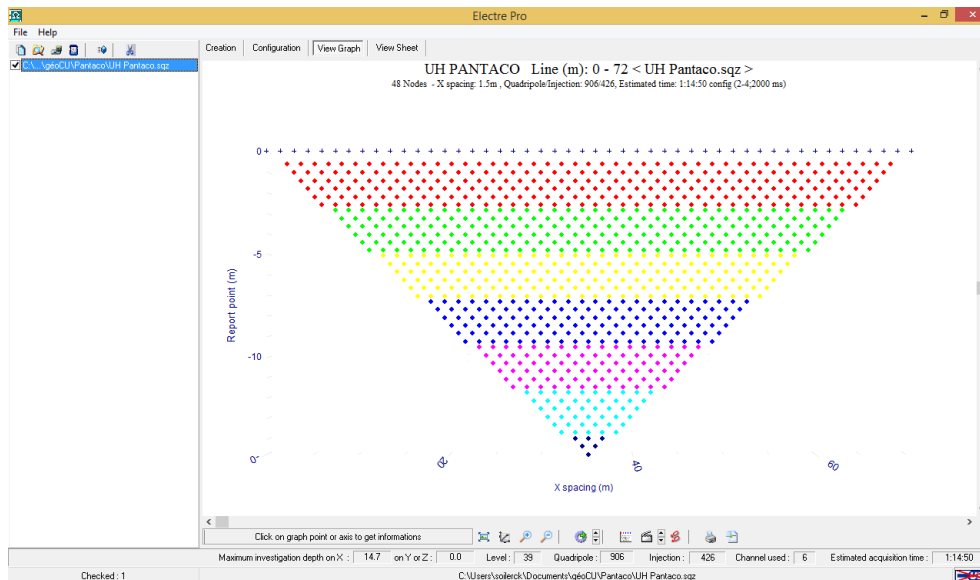 Electre Pro
File Help
Creation Configuration View Graph View Sheet
C:\...\géoCU\Pantaco\UH Pantaco.sqz
UH PANTACO Line (m): 0 - 72 < UH Pantaco.sqz >
48 Nodes - X spacing: 1.5m , Quadripole/Injection: 906/426, Estimated time: 1:14:50 config (2-4;2000 ms)
0
-5
-10
Report point (m)
0
20
40
60
X spacing (m)
Click on graph point or axis to get informations
Maximum investigation depth on X : 14.7 on Y or Z : 0.0 Level : 39 Quadripole : 906 Injection : 426 Channel used : 6 Estimated acquisition time : 1:14:50
Checked : 1 C:\Users\soilerck\Documents\géoCU\Pantaco\UH Pantaco.sqz